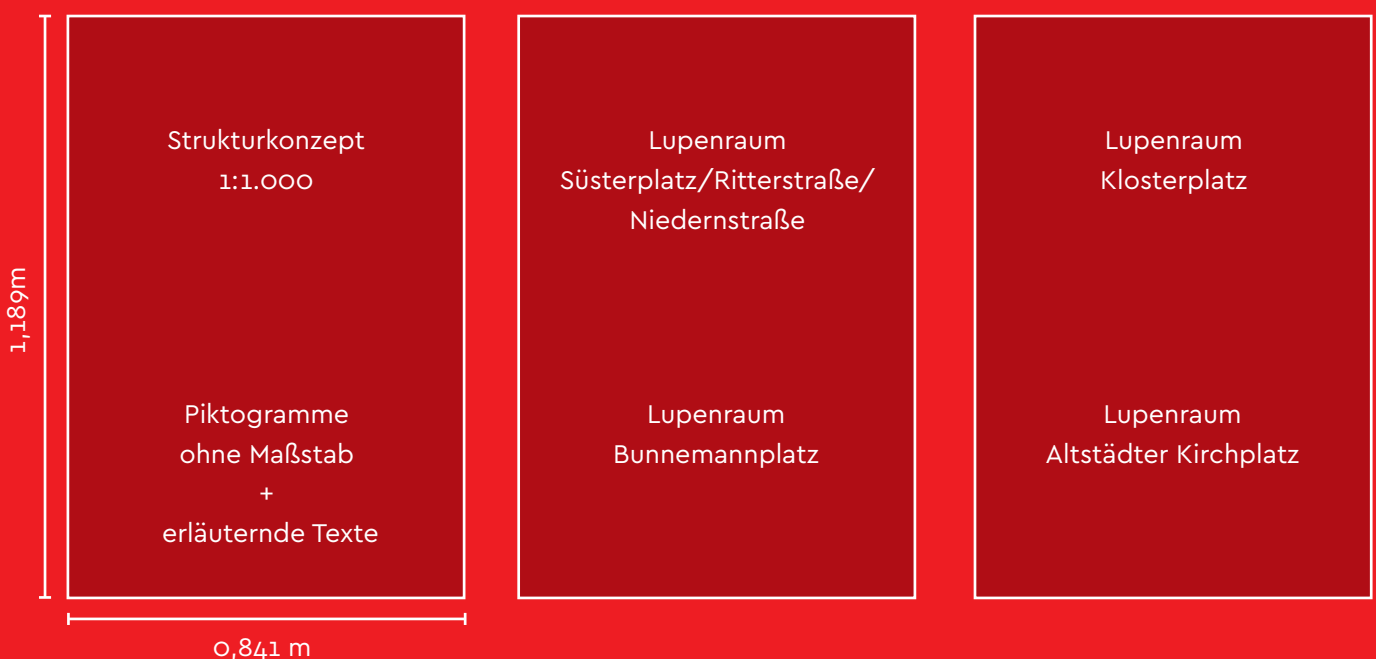 Strukturkonzept
1:1.000
Piktogramme
ohne Maßstab
+
erläuternde Texte
Lupenraum
Süsterplatz/Ritterstraße/
Niedernstraße
Lupenraum
Bunnemannplatz
Lupenraum
Klosterplatz
Lupenraum
Altstädter Kirchplatz
1,189m
0,841 m